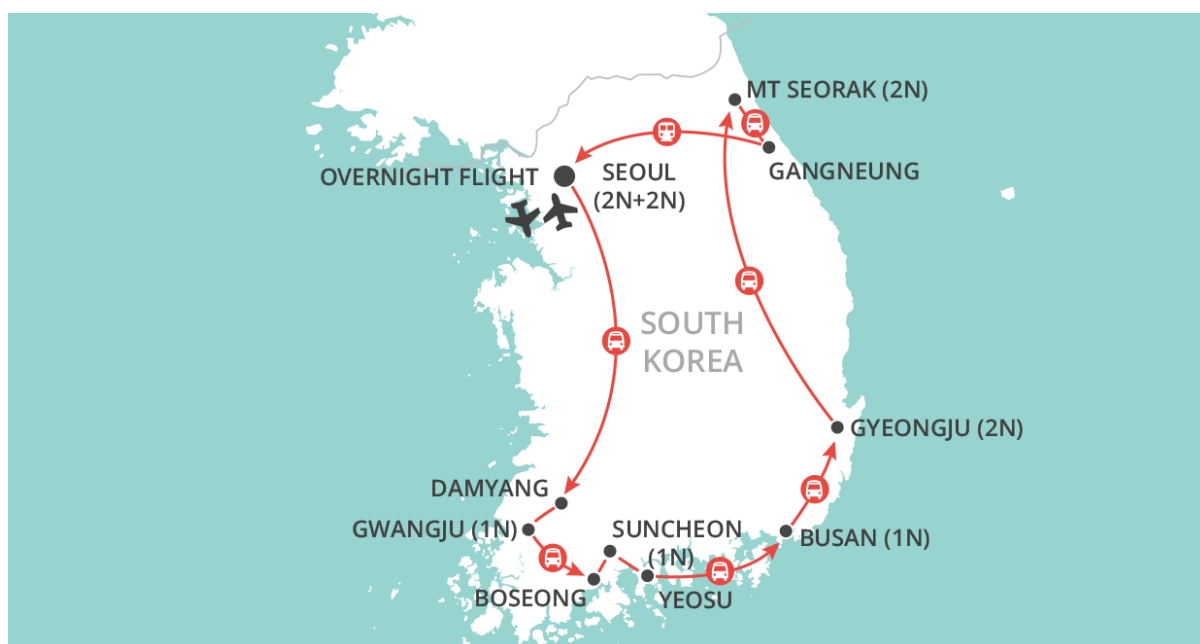 MT SEORAK (2N)
GANGNEUNG
OVERNIGHT FLIGHT
SEOUL
(2N+2N)
SOUTH
KOREA
GYEONGJU (2N)
DAMYANG
GWANGJU (1N)
SUNCHEON
(1N)
BUSAN (1N)
BOSEONG
YEOSU